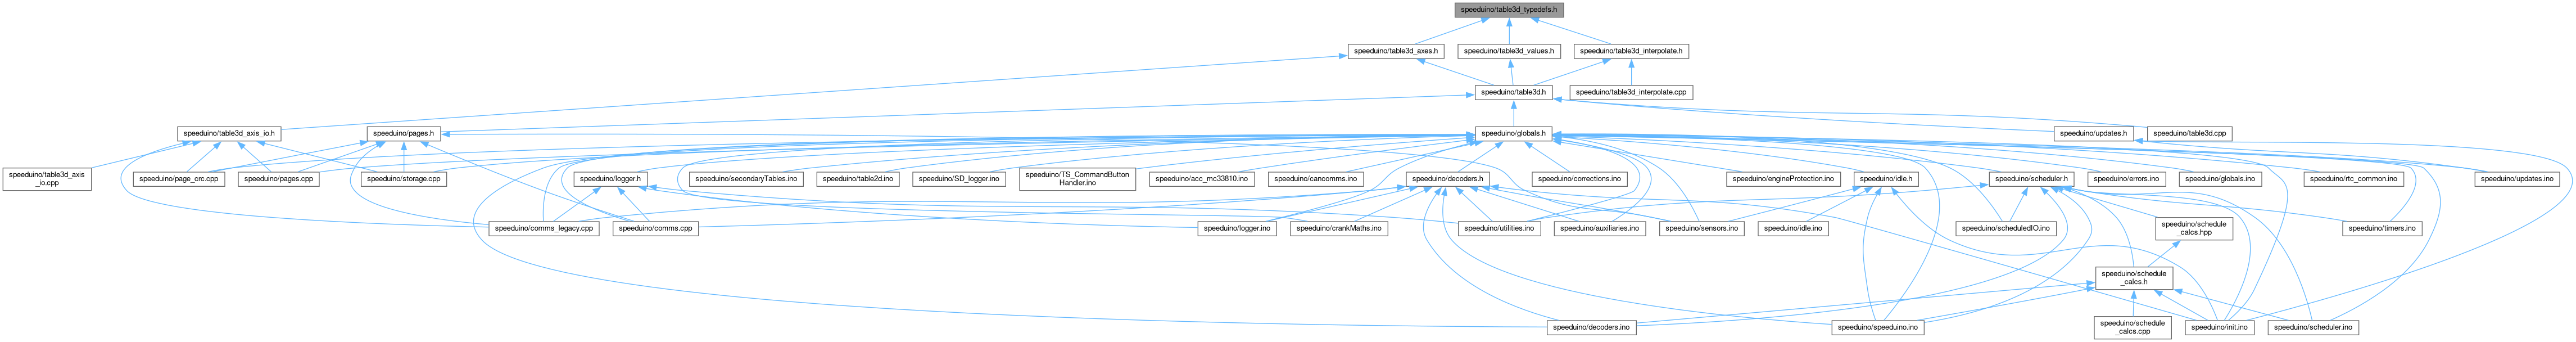 speeduino/table3d_typedefs.h
speeduino/table3d_axes.h
speeduino/table3d_values.h
speeduino/table3d_interpolate.h
speeduino/table3d.h
speeduino/table3d_interpolate.cpp
speeduino/table3d_axis_io.h
speeduino/pages.h
speeduino/globals.h
speeduino/updates.h
speeduino/table3d.cpp
speeduino/table3d_axis
_io.cpp
speeduino/page_crc.cpp
speeduino/pages.cpp
speeduino/storage.cpp
speeduino/logger.h
speeduino/secondaryTables.ino
speeduino/table2d.ino
speeduino/SD_logger.ino
speeduino/TS_CommandButton
Handler.ino
speeduino/acc_mc33810.ino
speeduino/cancomms.ino
speeduino/decoders.h
speeduino/corrections.ino
speeduino/engineProtection.ino
speeduino/idle.h
speeduino/scheduler.h
speeduino/errors.ino
speeduino/globals.ino
speeduino/rtc_common.ino
speeduino/updates.ino
speeduino/comms_legacy.cpp
speeduino/comms.cpp
speeduino/logger.ino
speeduino/crankMaths.ino
speeduino/utilities.ino
speeduino/auxiliaries.ino
speeduino/sensors.ino
speeduino/idle.ino
speeduino/scheduledIO.ino
speeduino/schedule
_calcs.hpp
speeduino/timers.ino
speeduino/schedule
_calcs.h
speeduino/decoders.ino
speeduino/speeduino.ino
speeduino/schedule
_calcs.cpp
speeduino/init.ino
speeduino/scheduler.ino